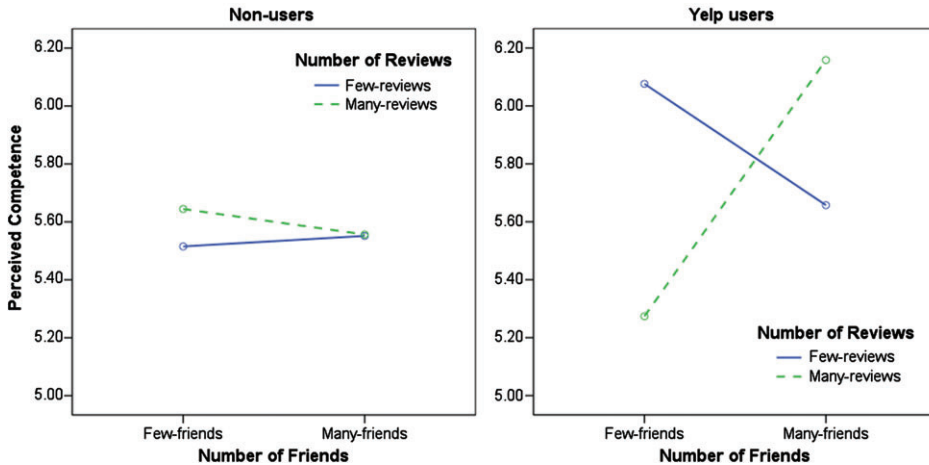 Non-users
Yelp users
Perceived Competence
6.20
6.00
5.80
5.60
5.40
5.20
5.00
Number of Reviews
Few-reviews
Many-reviews
Few-friends
Many-friends
Number of Friends
6.20
6.00
5.80
5.60
5.40
5.20
5.00
Number of Reviews
Few-reviews
Many-reviews
Few-friends
Many-friends
Number of Friends